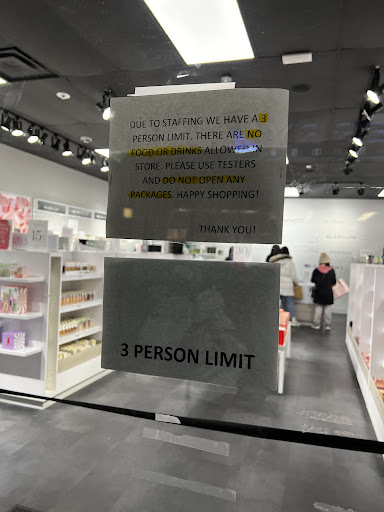 DUE TO STAFFING WE HAVE A 3
PERSON LIMIT. THERE ARE NO
FOOD OR DRINKS ALLOWED IN
STORE. PLEASE USE TESTERS
AND DO NOT OPEN ANY
PACKAGES. HAPPY SHOPPING!
THANK YOU!
3 PERSON LIMIT
15